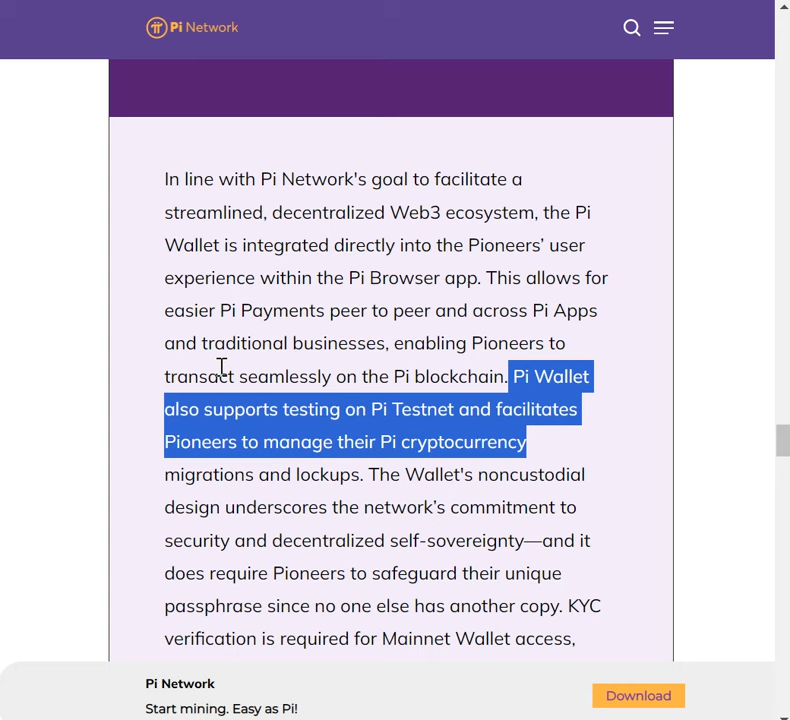 Pi Network
In line with Pi Network's goal to facilitate a
streamlined, decentralized Web3 ecosystem, the Pi
Wallet is integrated directly into the Pioneers’ user
experience within the Pi Browser app. This allows for
easier Pi Payments peer to peer and across Pi Apps
and traditional businesses, enabling Pioneers to
transact seamlessly on the Pi blockchain. Pi Wallet
also supports testing on Pi Testnet and facilitates
Pioneers to manage their Pi cryptocurrency
migrations and lockups. The Wallet's noncustodial
design underscores the network’s commitment to
security and decentralized self-sovereignty—and it
does require Pioneers to safeguard their unique
passphrase since no one else has another copy. KYC
verification is required for Mainnet Wallet access,
Pi Network
Start mining. Easy as Pi!
Download